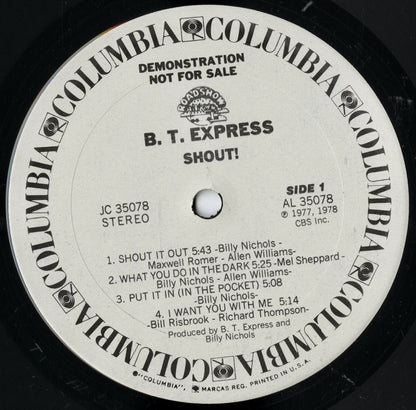 COLUMBIA COLUMBIA COLUMBIA COLUMBIA COLUMBIA COLUMBIA
DEMONSTRATION
NOT FOR SALE
ROADSHOW
B. T. EXPRESS
SHOUT!
JC 35078
STEREO
SIDE 1
AL 35078
℗ 1977, 1978
CBS Inc.
1. SHOUT IT OUT 5:43 -Billy Nichols -
Maxwell Romer - Allen Williams-
2. WHAT YOU DO IN THE DARK 5:25-Mel Sheppard -
Billy Nichols - Allen Williams-
3. PUT IT IN (IN THE POCKET) 5:08
-Billy Nichols-
4. I WANT YOU WITH ME 5:14
-Bill Risbrook - Richard Thompson-
Produced by B. T. Express and
Billy Nichols
"COLUMBIA", MARCAS REG. PRINTED IN U.S.A.